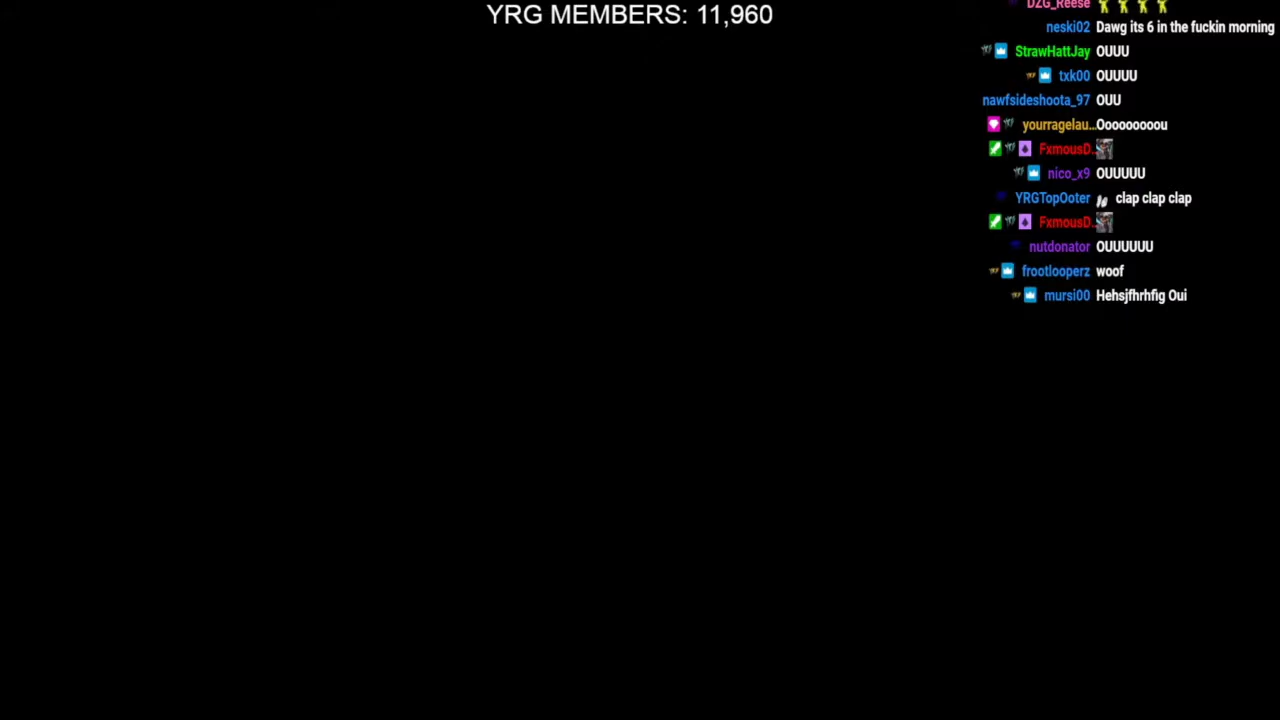 YRG MEMBERS: 11,960
DZG_Reese
neski02 Dawg its 6 in the fuckin morning
StrawHattJay OUUU
txk00 OUUUU
nawfsideshoota_97 OUU
yourragelau... Ooooooooou
FxmousD...
nico_x9 OUUUUU
YRGTopOoter clap clap clap
FxmousD...
nutdonator OUUUUUU
frootlooperz woof
mursi00 Hehsjfhrhfig Oui